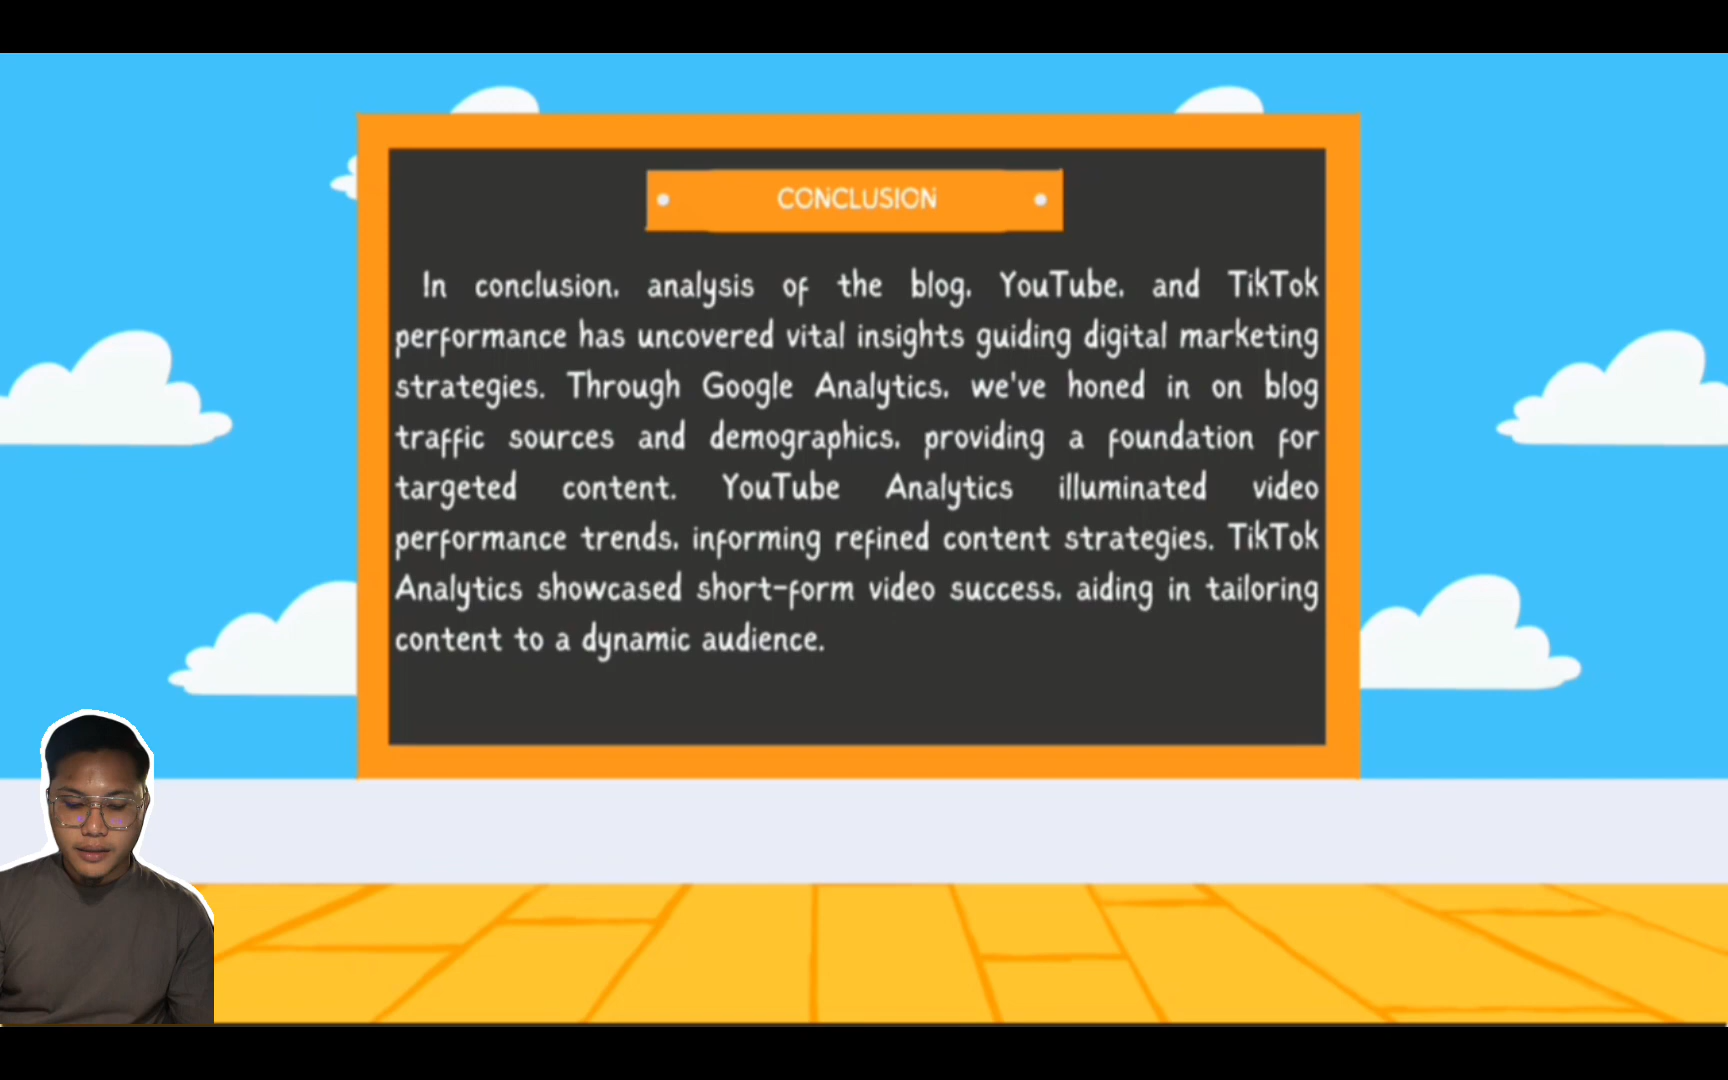 CONCLUSION
In conclusion, analysis of the blog, YouTube, and TikTok
performance has uncovered vital insights guiding digital marketing
strategies. Through Google Analytics, we've honed in on blog
traffic sources and demographics, providing a foundation for
targeted content. YouTube Analytics illuminated video
performance trends, informing refined content strategies. TikTok
Analytics showcased short-form video success, aiding in tailoring
content to a dynamic audience.